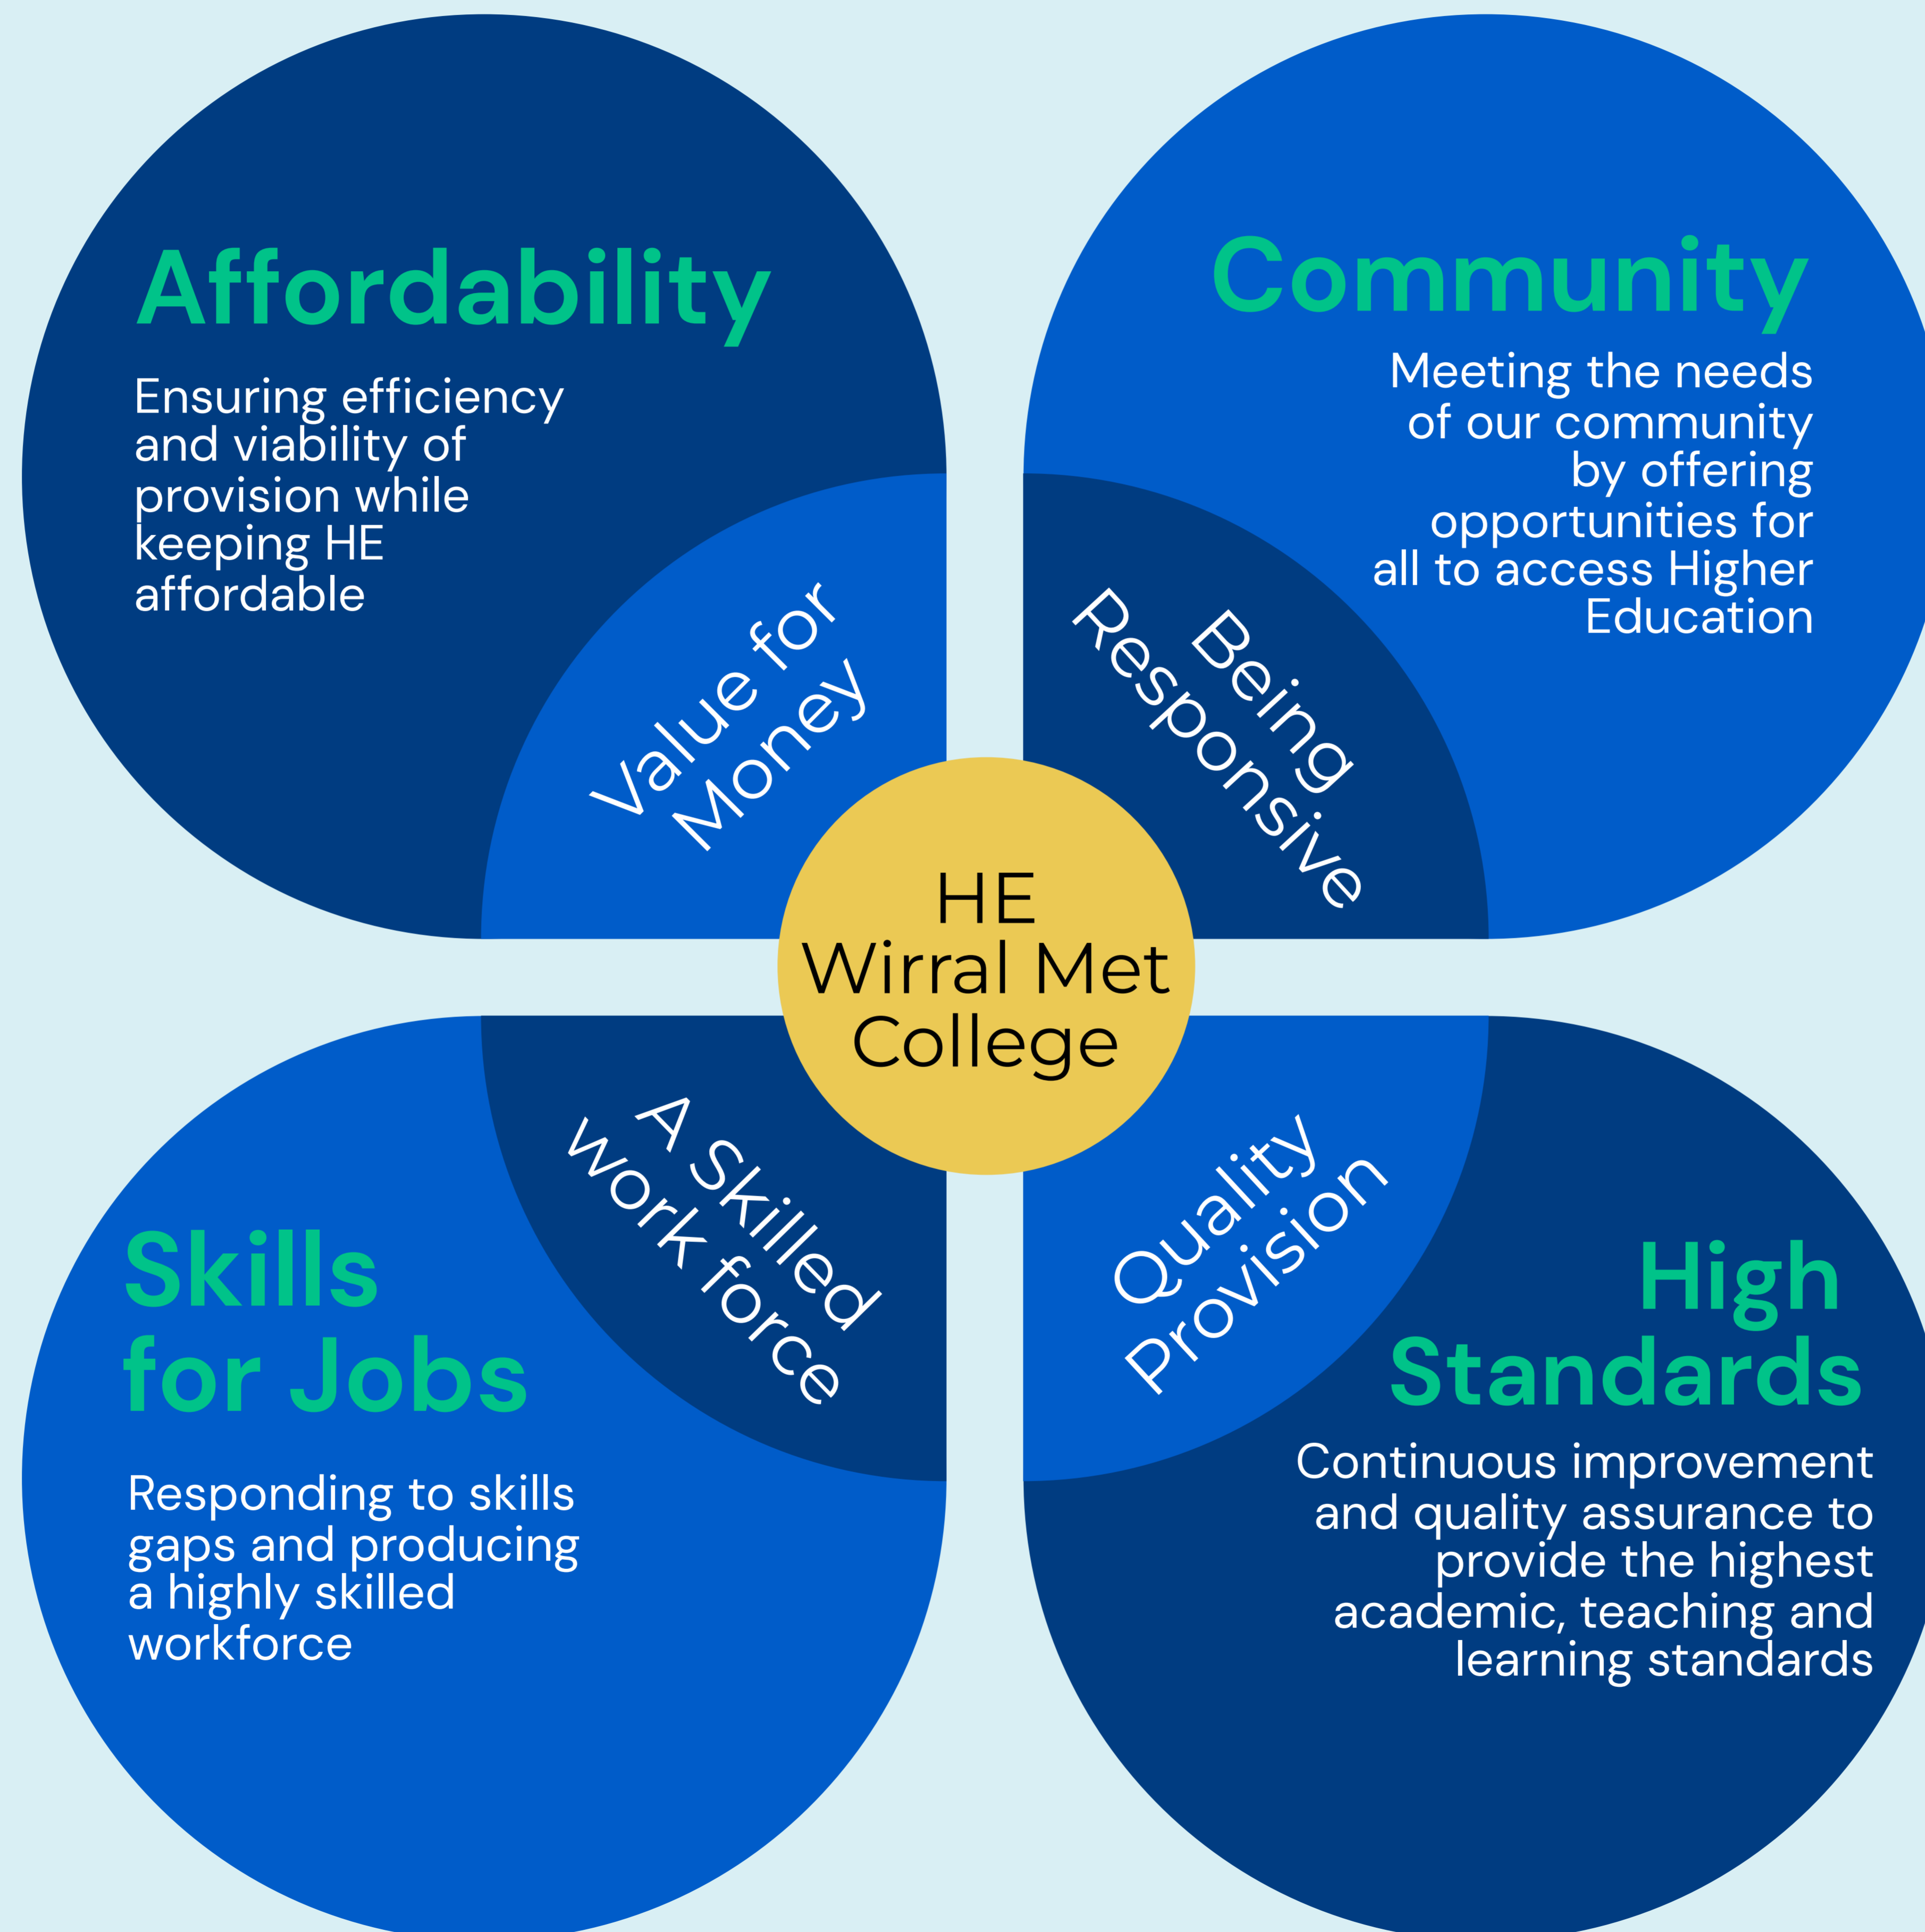 Affordability
Ensuring efficiency
and viability of
provision while
keeping HE
affordable
Value for
Money
Community
Meeting the needs
of our community
by offering
opportunities for
all to access Higher
Education
Being
Responsive
HE
Wirral Met
College
Skills
for Jobs
Responding to skills
gaps and producing
a highly skilled
workforce
A Skilled
work force
Quality
Provision
High
Standards
Continuous improvement
and quality assurance to
provide the highest
academic, teaching and
learning standards